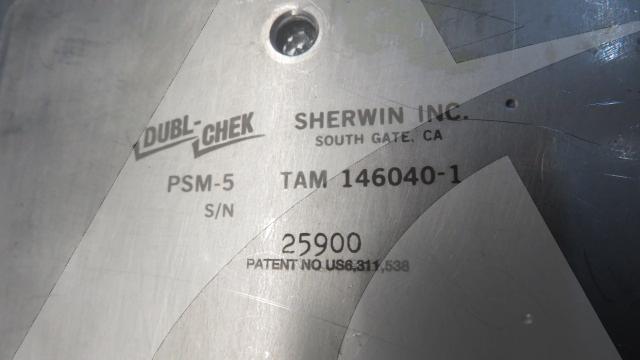 DUBL-CHEK
SHERWIN INC.
SOUTH GATE, CA
PSM-5 TAM 146040-1
S/N
25900
PATENT NO US6,311,538